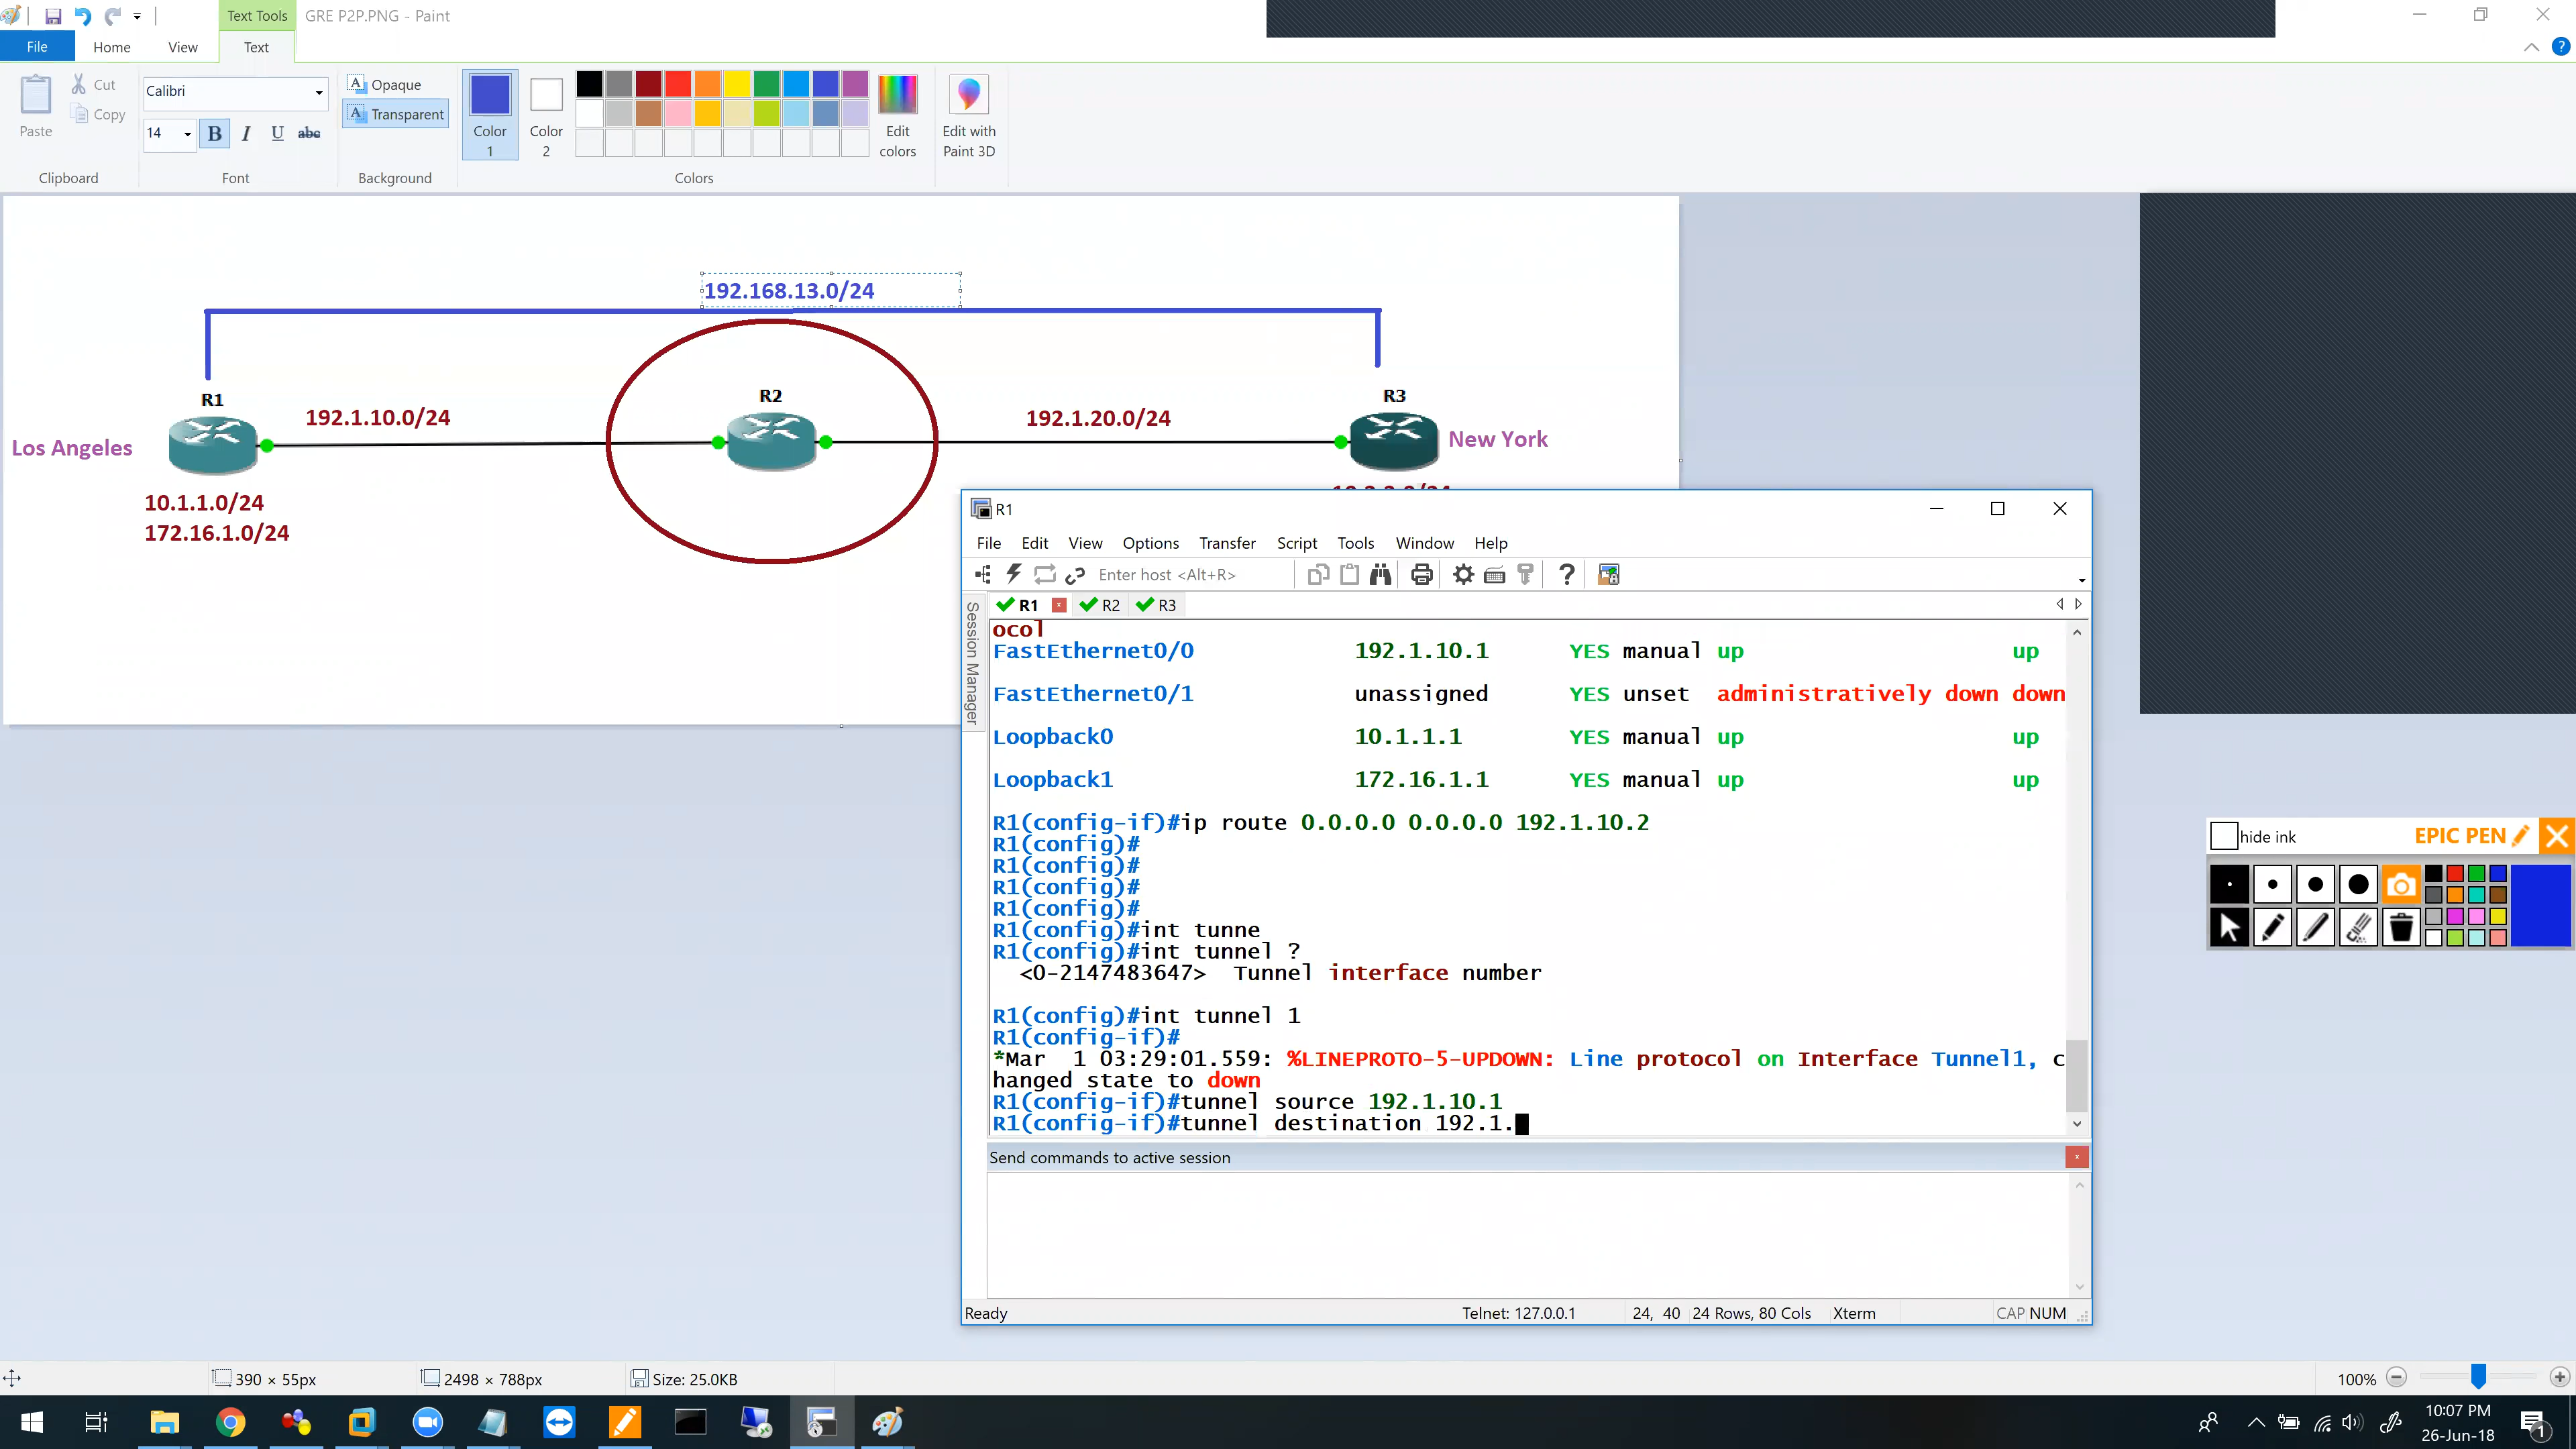 Text Tools
GRE P2P.PNG - Paint
File
Home
View
Text
Paste
Cut
Copy
Clipboard
Calibri
14
B I U abc
Font
Opaque
Transparent
Background
Color 1
Color 2
Edit colors
Colors
Edit with Paint 3D
192.168.13.0/24
R1
R2
R3
192.1.10.0/24
192.1.20.0/24
Los Angeles
New York
10.1.1.0/24
172.16.1.0/24
R1
File Edit View Options Transfer Script Tools Window Help
Enter host <Alt+R>
Session Manager
R1 R2 R3
ocol
FastEthernet0/0 192.1.10.1 YES manual up up
FastEthernet0/1 unassigned YES unset administratively down down
Loopback0 10.1.1.1 YES manual up up
Loopback1 172.16.1.1 YES manual up up
R1(config-if)#ip route 0.0.0.0 0.0.0.0 192.1.10.2
R1(config)#
R1(config)#
R1(config)#
R1(config)#
R1(config)#int tunne
R1(config)#int tunnel ?
<0-2147483647> Tunnel interface number
R1(config)#int tunnel 1
R1(config-if)#
*Mar 1 03:29:01.559: %LINEPROTO-5-UPDOWN: Line protocol on Interface Tunnel1, c
hanged state to down
R1(config-if)#tunnel source 192.1.10.1
R1(config-if)#tunnel destination 192.1.
Send commands to active session
Ready
Telnet: 127.0.0.1
24, 40
24 Rows, 80 Cols
Xterm
CAP NUM
hide ink
EPIC PEN
390 × 55px
2498 × 788px
Size: 25.0KB
100%
10:07 PM
26-Jun-18
1